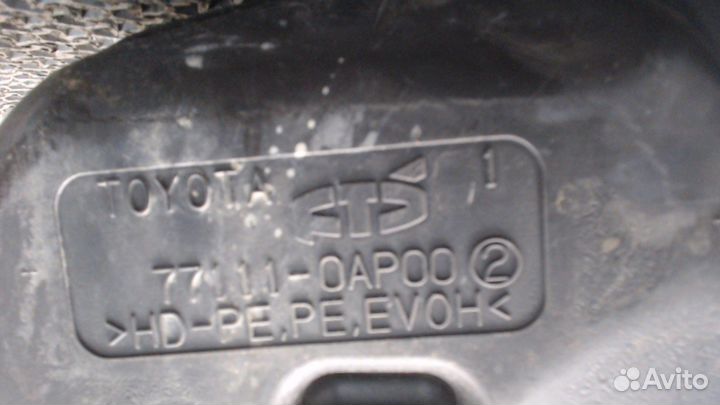 TOYOTA 1
77111-0AP00 ②
>HD-PE,PE,EVOH<
Avito